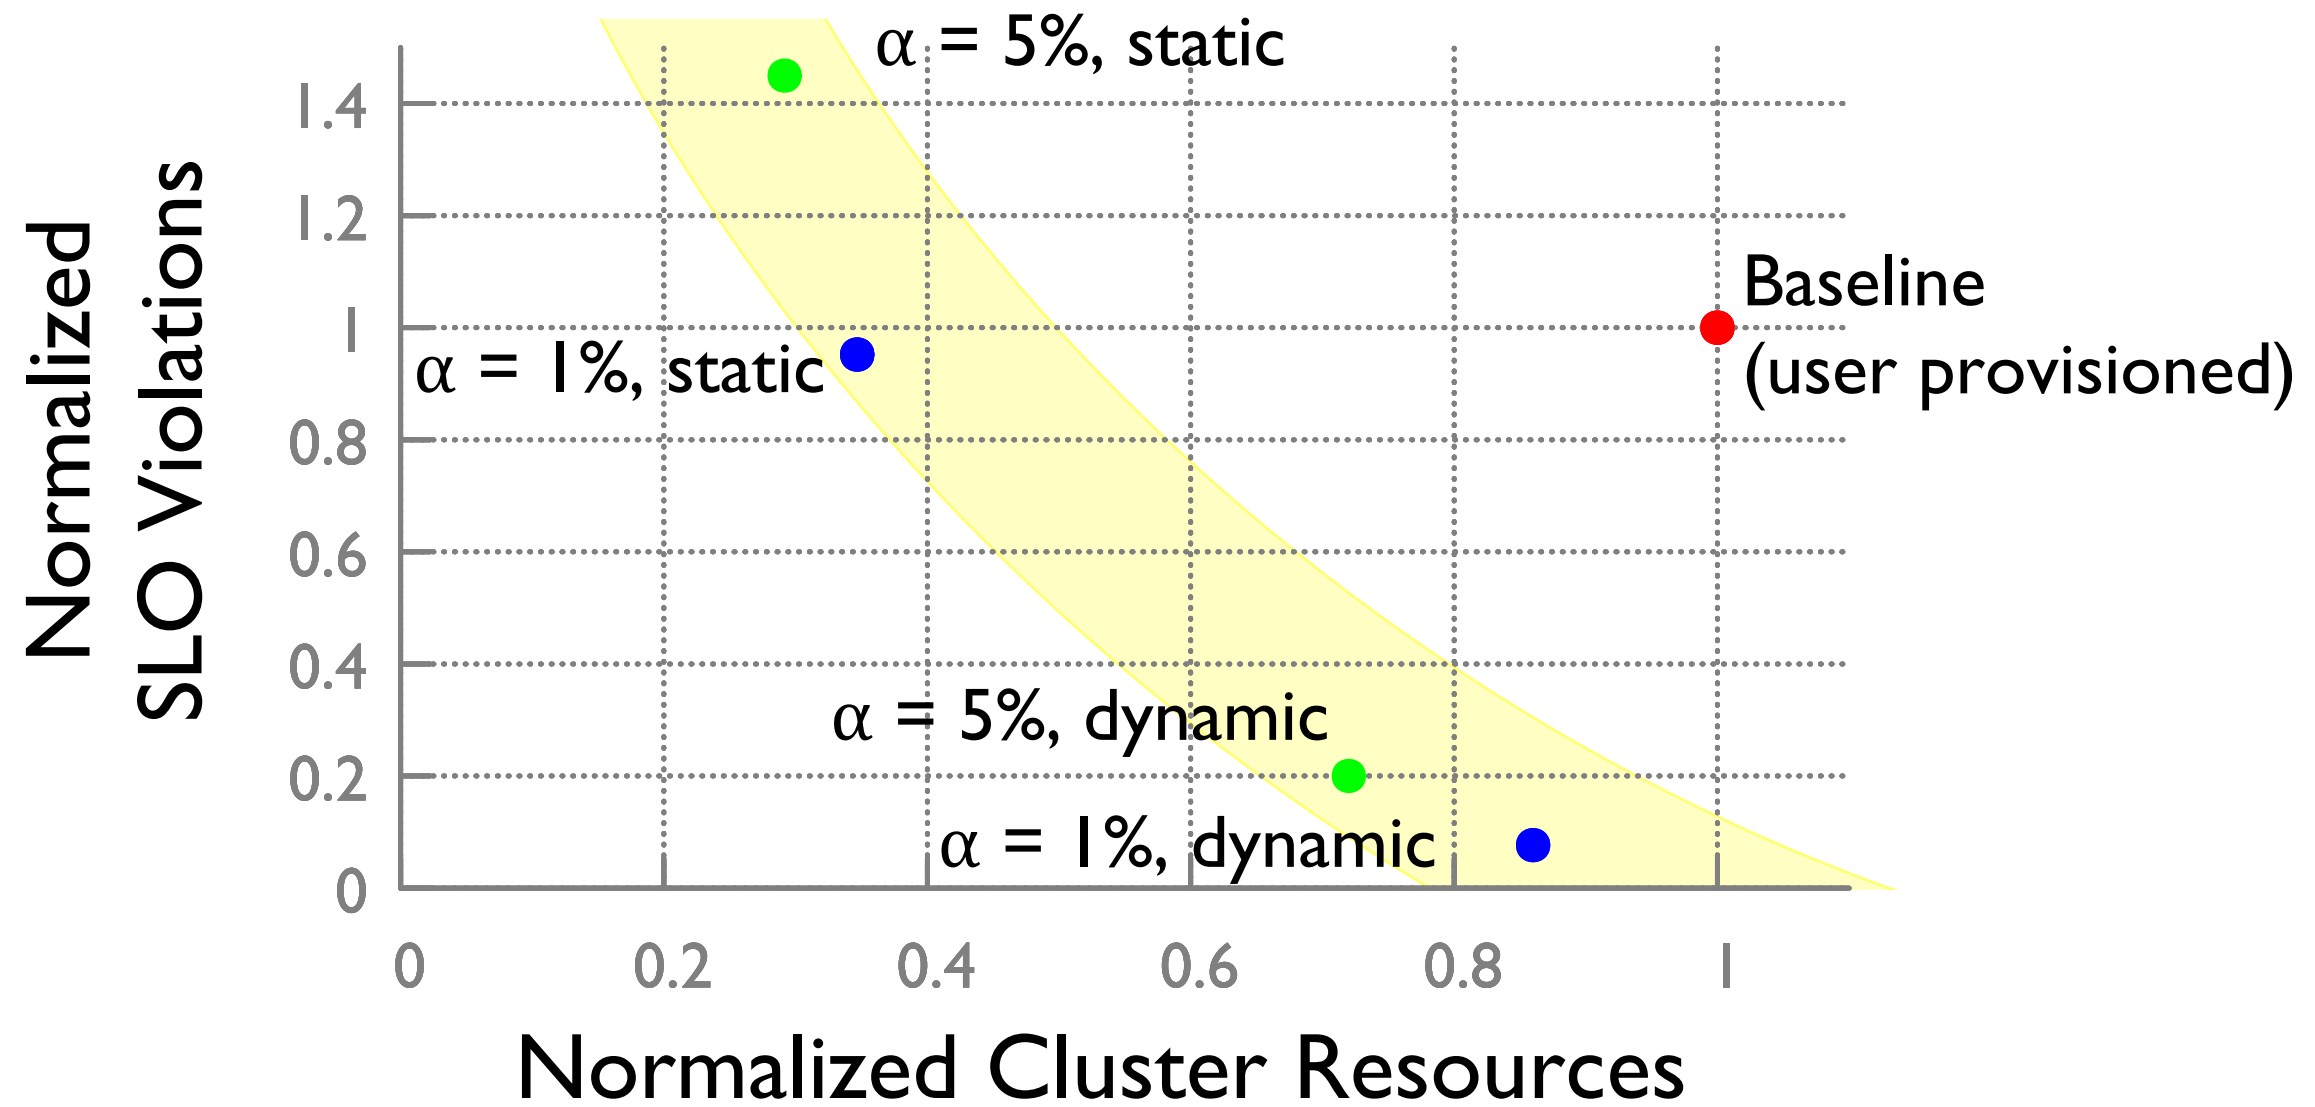 α = 5%, static
1.4
1.2
1
0.8
0.6
0.4
0.2
0
Normalized
SLO Violations
Baseline
(user provisioned)
α = 1%, static
α = 5%, dynamic
α = 1%, dynamic
0 0.2 0.4 0.6 0.8 1
Normalized Cluster Resources